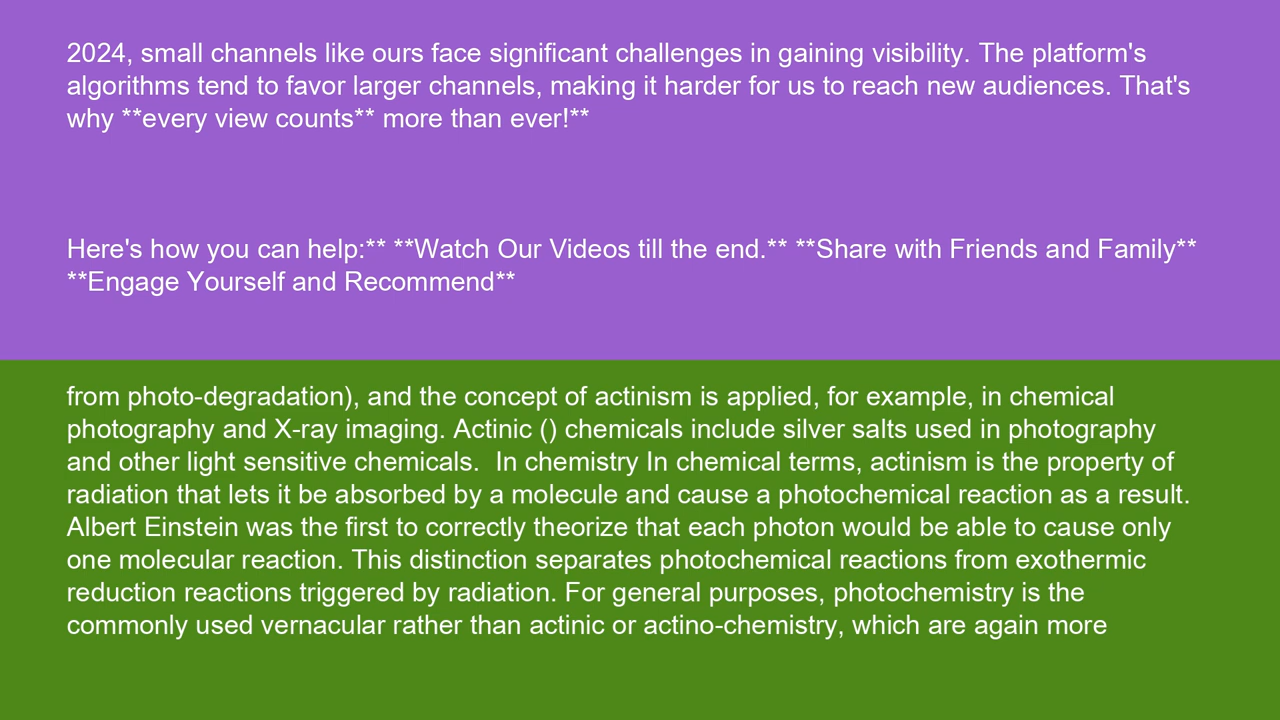 2024, small channels like ours face significant challenges in gaining visibility. The platform's
algorithms tend to favor larger channels, making it harder for us to reach new audiences. That's
why **every view counts** more than ever!**
Here's how you can help:** **Watch Our Videos till the end.** **Share with Friends and Family**
**Engage Yourself and Recommend**
from photo-degradation), and the concept of actinism is applied, for example, in chemical
photography and X-ray imaging. Actinic () chemicals include silver salts used in photography
and other light sensitive chemicals.  In chemistry In chemical terms, actinism is the property of
radiation that lets it be absorbed by a molecule and cause a photochemical reaction as a result.
Albert Einstein was the first to correctly theorize that each photon would be able to cause only
one molecular reaction. This distinction separates photochemical reactions from exothermic
reduction reactions triggered by radiation. For general purposes, photochemistry is the
commonly used vernacular rather than actinic or actino-chemistry, which are again more